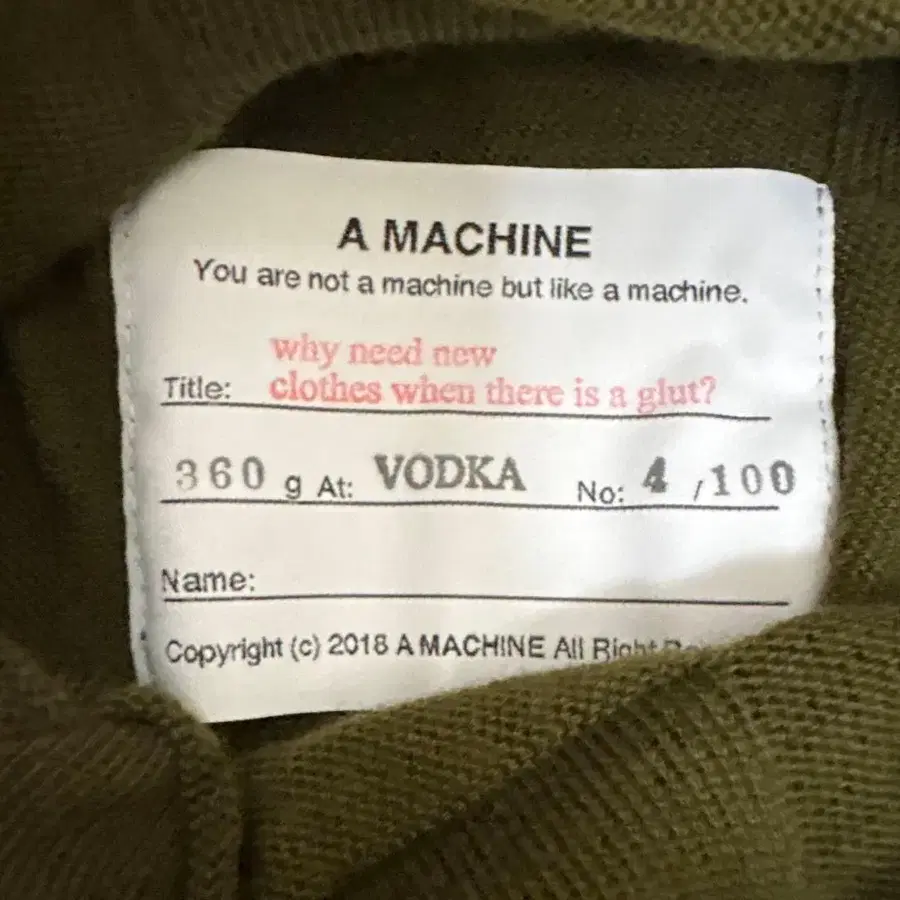 A MACHINE
You are not a machine but like a machine.
why need new
Title: clothes when there is a glut?
360 g At: VODKA No: 4 /100
Name:
Copyright (c) 2018 A MACHINE All Right